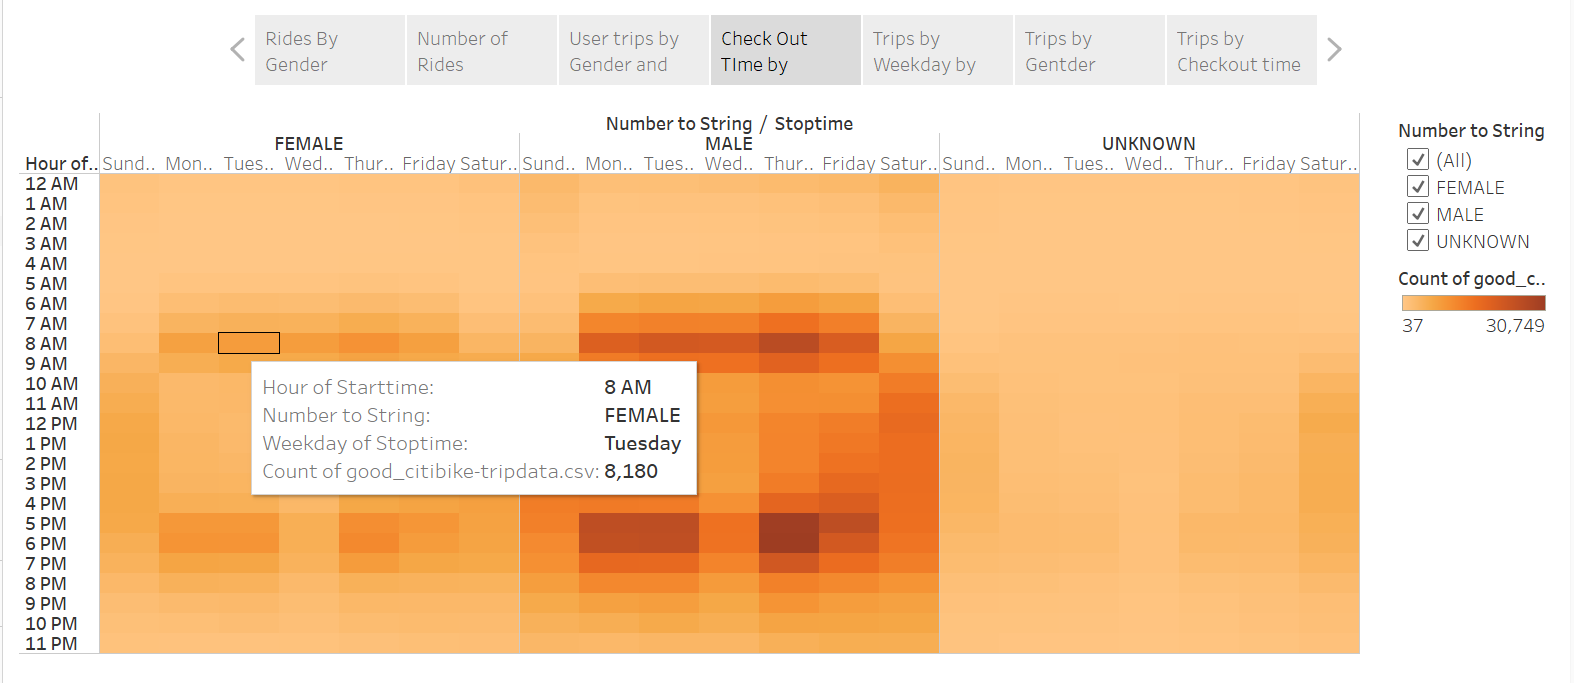 Rides By
Gender
Number of
Rides
User trips by
Gender and
Check Out
TIme by
Trips by
Weekday by
Trips by
Gentder
Trips by
Checkout time
Number to String / Stoptime
FEMALE MALE UNKNOWN
Hour of.. Sund.. Mon.. Tues.. Wed.. Thur.. Friday Satur.. Sund.. Mon.. Tues.. Wed.. Thur.. Friday Satur.. Sund.. Mon.. Tues.. Wed.. Thur.. Friday Satur..
12 AM
1 AM
2 AM
3 AM
4 AM
5 AM
6 AM
7 AM
8 AM
9 AM
10 AM
11 AM
12 PM
1 PM
2 PM
3 PM
4 PM
5 PM
6 PM
7 PM
8 PM
9 PM
10 PM
11 PM
Hour of Starttime: 8 AM
Number to String: FEMALE
Weekday of Stoptime: Tuesday
Count of good_citibike-tripdata.csv: 8,180
Number to String
(All)
FEMALE
MALE
UNKNOWN
Count of good_c..
37 30,749